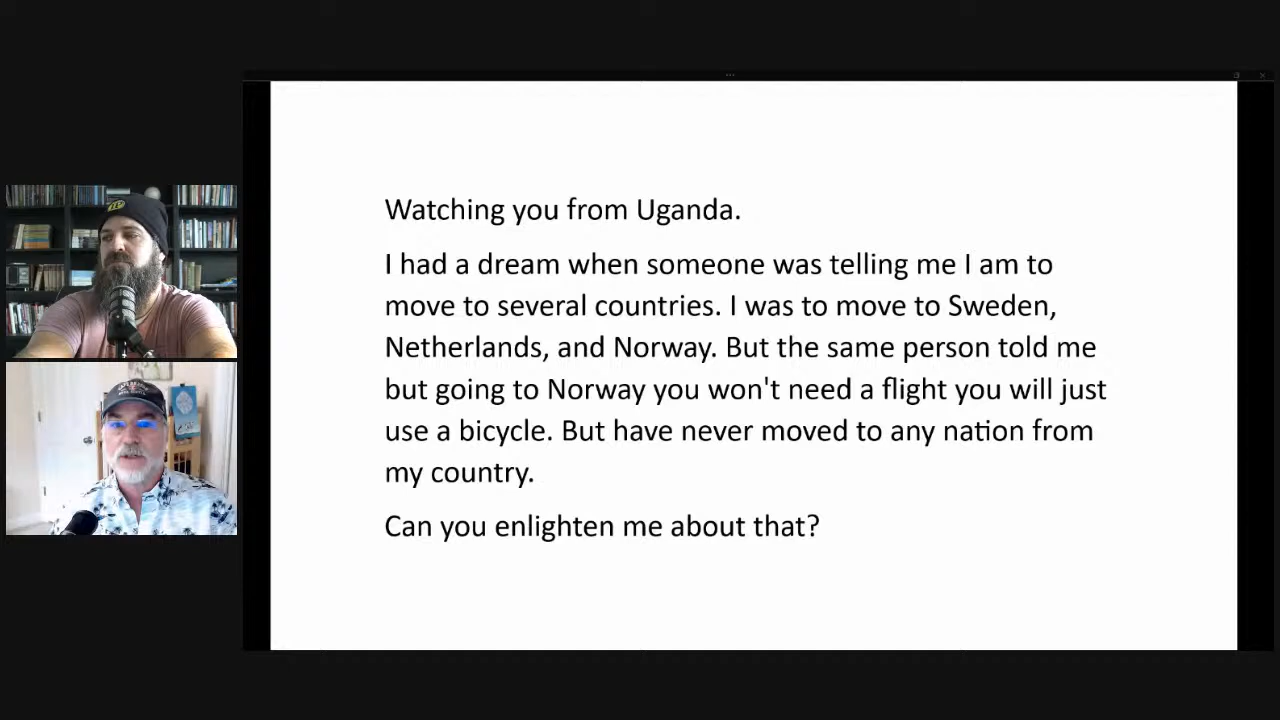 Watching you from Uganda.
I had a dream when someone was telling me I am to
move to several countries. I was to move to Sweden,
Netherlands, and Norway. But the same person told me
but going to Norway you won't need a flight you will just
use a bicycle. But have never moved to any nation from
my country.
Can you enlighten me about that?